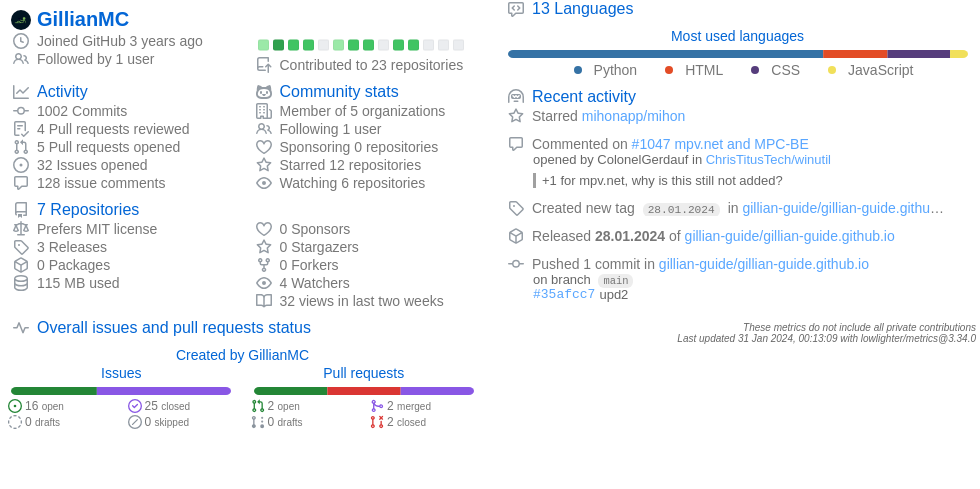 GillianMC
Joined GitHub 3 years ago
Followed by 1 user
Contributed to 23 repositories
Activity
1002 Commits
4 Pull requests reviewed
5 Pull requests opened
32 Issues opened
128 issue comments
Community stats
Member of 5 organizations
Following 1 user
Sponsoring 0 repositories
Starred 12 repositories
Watching 6 repositories
7 Repositories
Prefers MIT license
3 Releases
0 Packages
115 MB used
0 Sponsors
0 Stargazers
0 Forkers
4 Watchers
32 views in last two weeks
Overall issues and pull requests status
Created by GillianMC
Issues
16 open
25 closed
0 drafts
0 skipped
Pull requests
2 open
2 merged
0 drafts
2 closed
13 Languages
Most used languages
Python HTML CSS JavaScript
Recent activity
Starred mihonapp/mihon
Commented on #1047 mpv.net and MPC-BE
opened by ColonelGerdauf in ChrisTitusTech/winutil
+1 for mpv.net, why is this still not added?
Created new tag 28.01.2024 in gillian-guide/gillian-guide.githu…
Released 28.01.2024 of gillian-guide/gillian-guide.github.io
Pushed 1 commit in gillian-guide/gillian-guide.github.io
on branch main
#35afcc7 upd2
These metrics do not include all private contributions
Last updated 31 Jan 2024, 00:13:09 with lowlighter/metrics@3.34.0